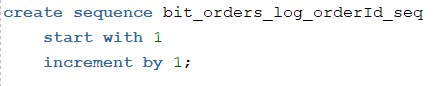 create sequence bit_orders_log_orderId_seq
start with 1
increment by 1;